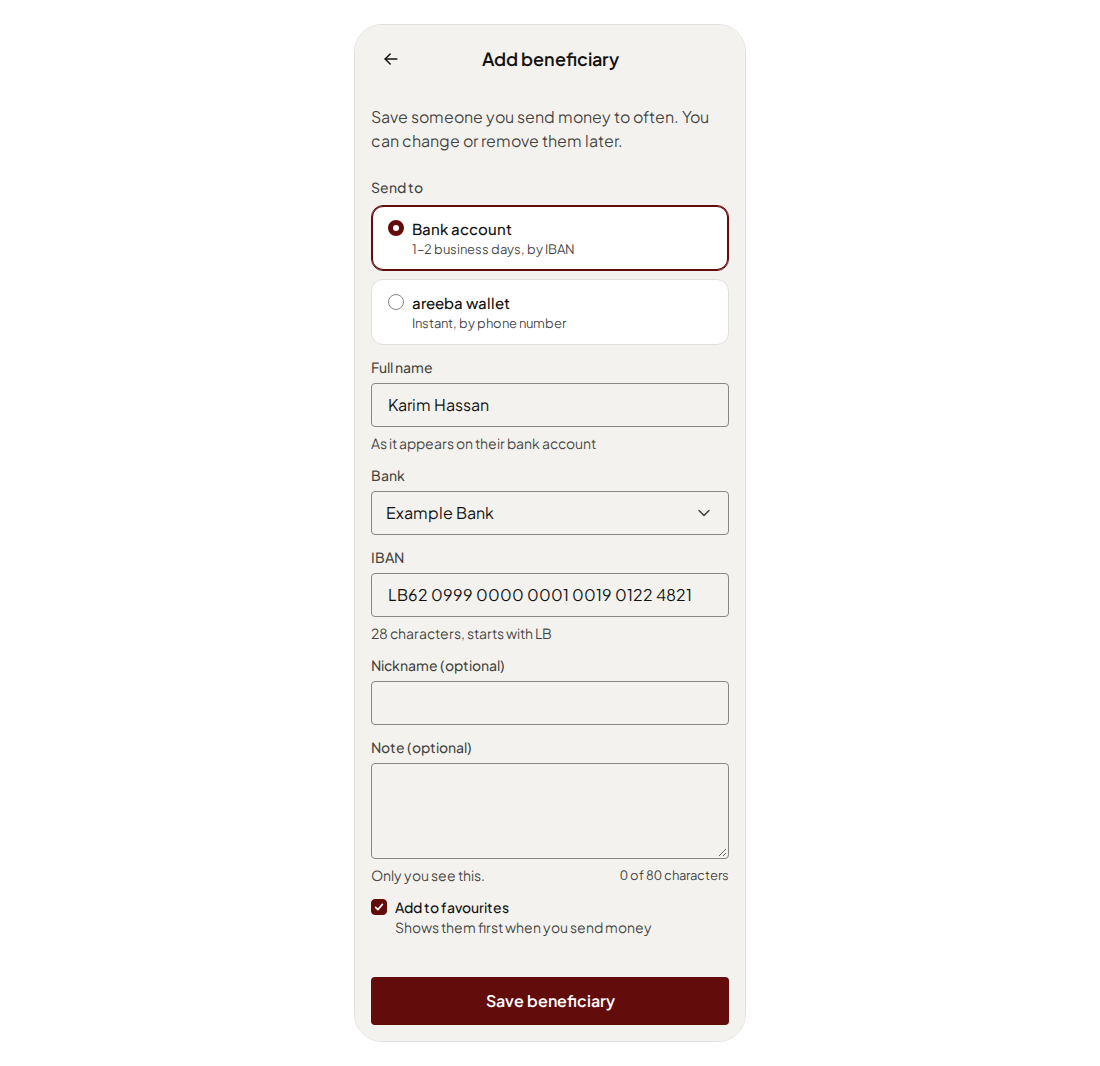 Add beneficiary
Save someone you send money to often. You
can change or remove them later.
Send to
Bank account
1–2 business days, by IBAN
areeba wallet
Instant, by phone number
Full name
Karim Hassan
As it appears on their bank account
Bank
Example Bank
IBAN
LB62 0999 0000 0001 0019 0122 4821
28 characters, starts with LB
Nickname (optional)
Note (optional)
Only you see this.
0 of 80 characters
Add to favourites
Shows them first when you send money
Save beneficiary